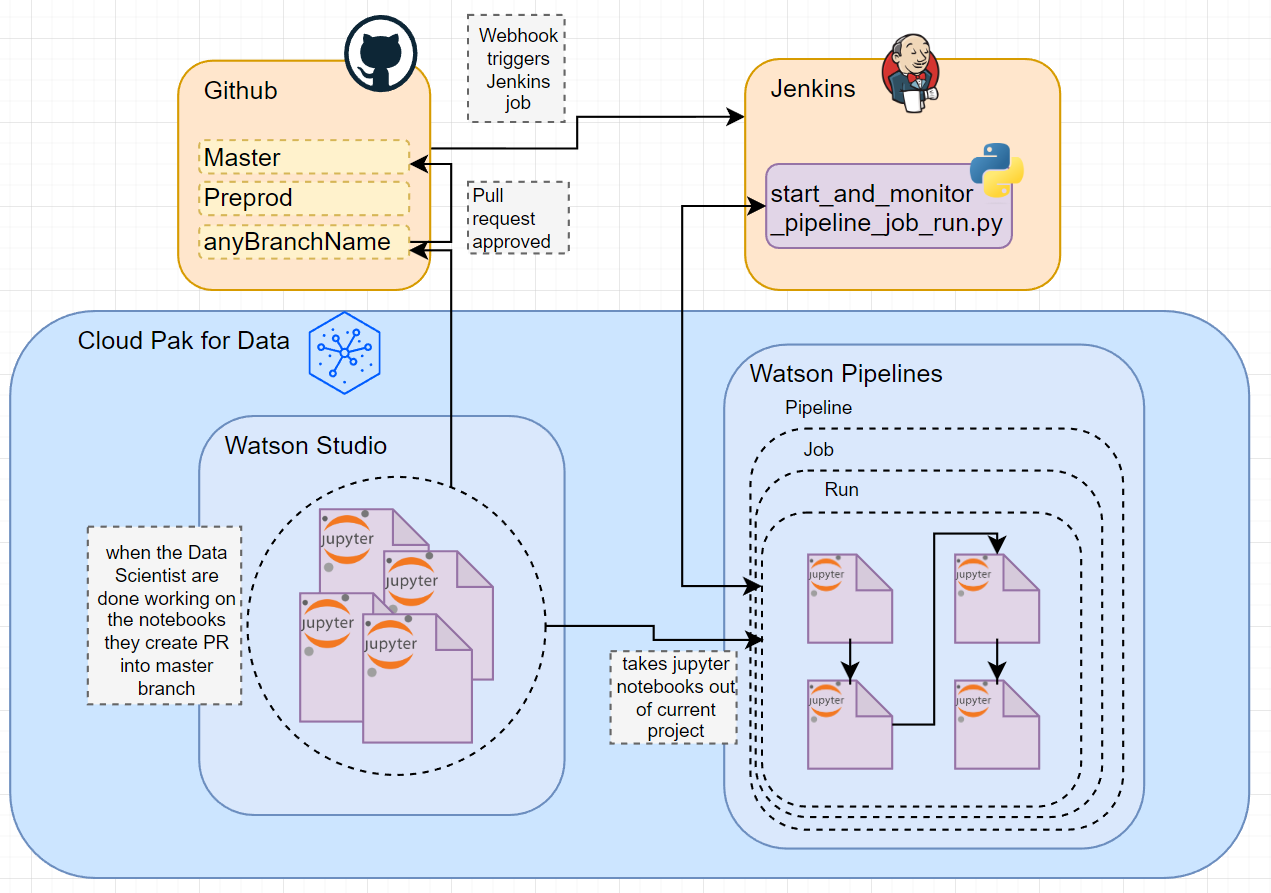 Github
Master
Preprod
anyBranchName
Webhook
triggers
Jenkins
job
Pull
request
approved
Jenkins
start_and_monitor
_pipeline_job_run.py
Cloud Pak for Data
Watson Studio
when the Data
Scientist are
done working on
the notebooks
they create PR
into master
branch
jupyter
jupyter
jupyter
jupyter
takes jupyter
notebooks out
of current
project
Watson Pipelines
Pipeline
Job
Run
jupyter
jupyter
jupyter
jupyter